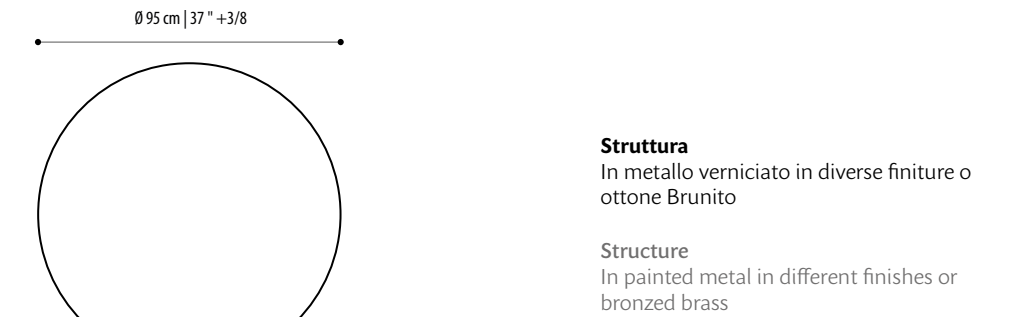 Ø 95 cm | 37 " +3/8
Struttura
In metallo verniciato in diverse finiture o
ottone Brunito
Structure
In painted metal in different finishes or
bronzed brass